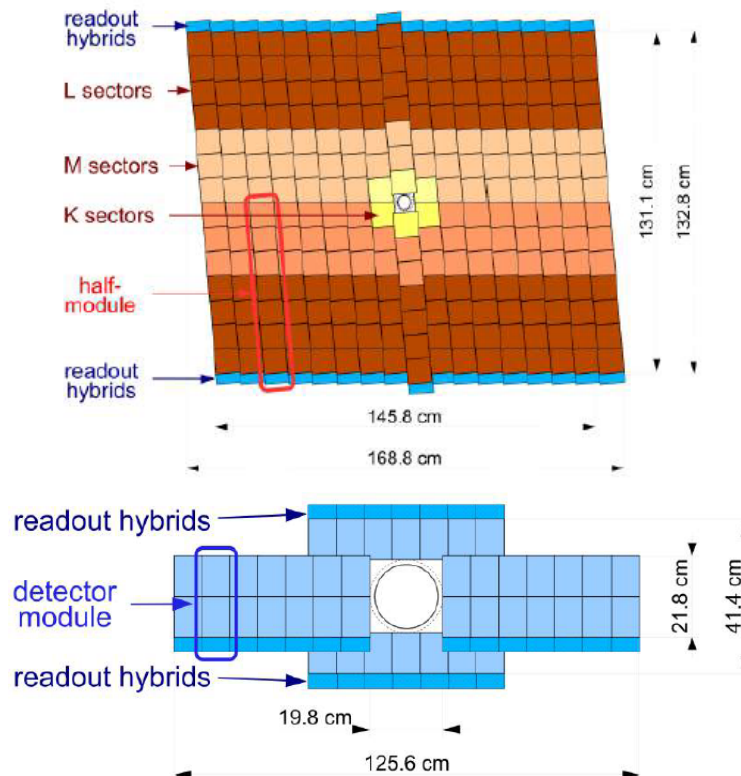 readout
hybrids
L sectors
M sectors
K sectors
half-
module
readout
hybrids
131.1 cm
132.8 cm
145.8 cm
168.8 cm
readout hybrids
detector
module
readout hybrids
21.8 cm
41.4 cm
19.8 cm
125.6 cm